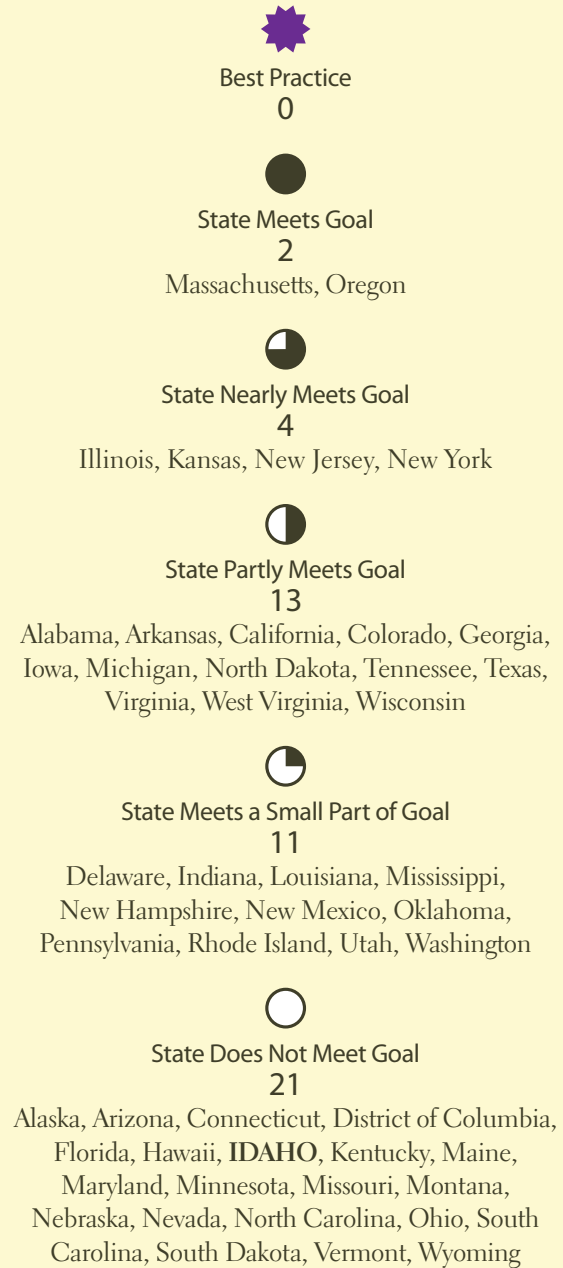 Best Practice
0
State Meets Goal
2
Massachusetts, Oregon
State Nearly Meets Goal
4
Illinois, Kansas, New Jersey, New York
State Partly Meets Goal
13
Alabama, Arkansas, California, Colorado, Georgia,
Iowa, Michigan, North Dakota, Tennessee, Texas,
Virginia, West Virginia, Wisconsin
State Meets a Small Part of Goal
11
Delaware, Indiana, Louisiana, Mississippi,
New Hampshire, New Mexico, Oklahoma,
Pennsylvania, Rhode Island, Utah, Washington
State Does Not Meet Goal
21
Alaska, Arizona, Connecticut, District of Columbia,
Florida, Hawaii, IDAHO, Kentucky, Maine,
Maryland, Minnesota, Missouri, Montana,
Nebraska, Nevada, North Carolina, Ohio, South
Carolina, South Dakota, Vermont, Wyoming